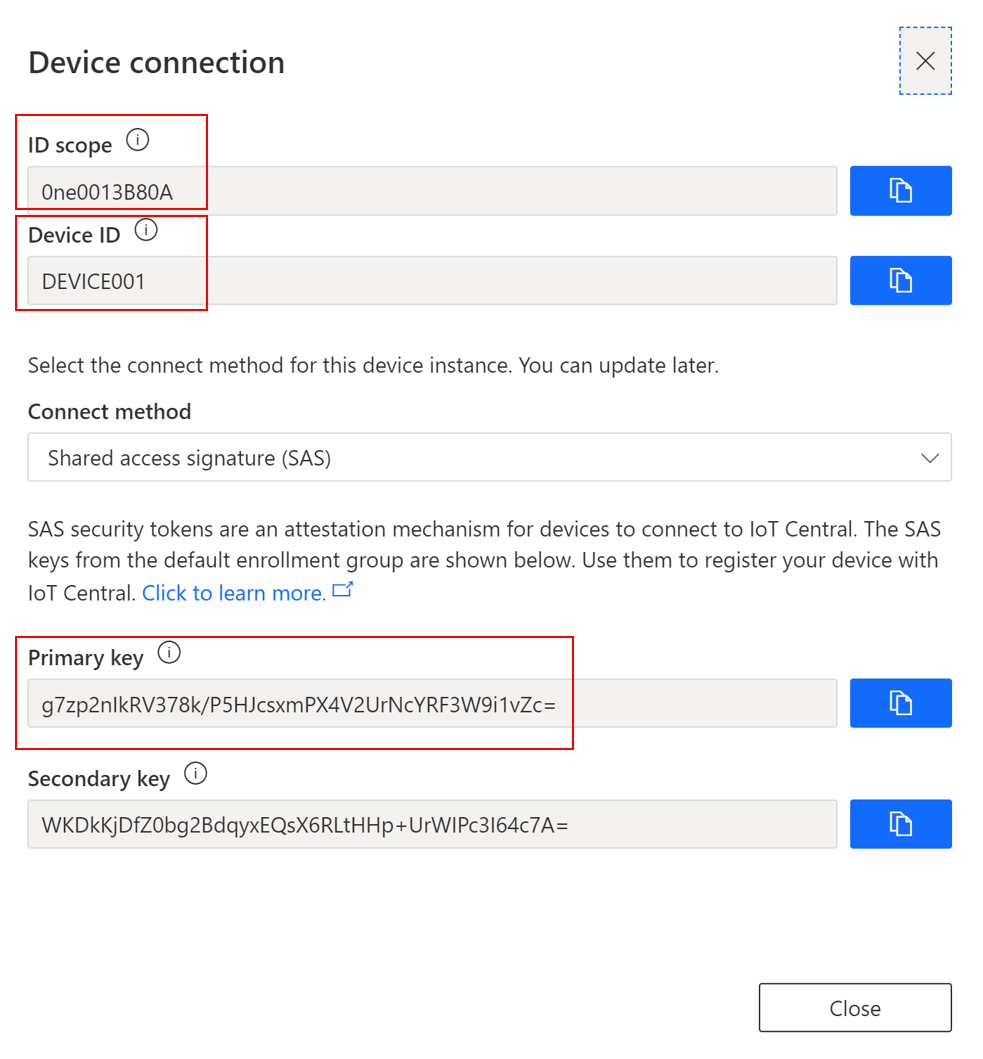 Device connection
ID scope
0ne0013B80A
Device ID
DEVICE001
Select the connect method for this device instance. You can update later.
Connect method
Shared access signature (SAS)
SAS security tokens are an attestation mechanism for devices to connect to IoT Central. The SAS
keys from the default enrollment group are shown below. Use them to register your device with
IoT Central. Click to learn more.
Primary key
g7zp2nIkRV378k/P5HJcsxmPX4V2UrNcYRF3W9i1vZc=
Secondary key
WKDkKjDfZ0bg2BdqyxEQsX6RLtHHp+UrWIPc3I64c7A=
Close